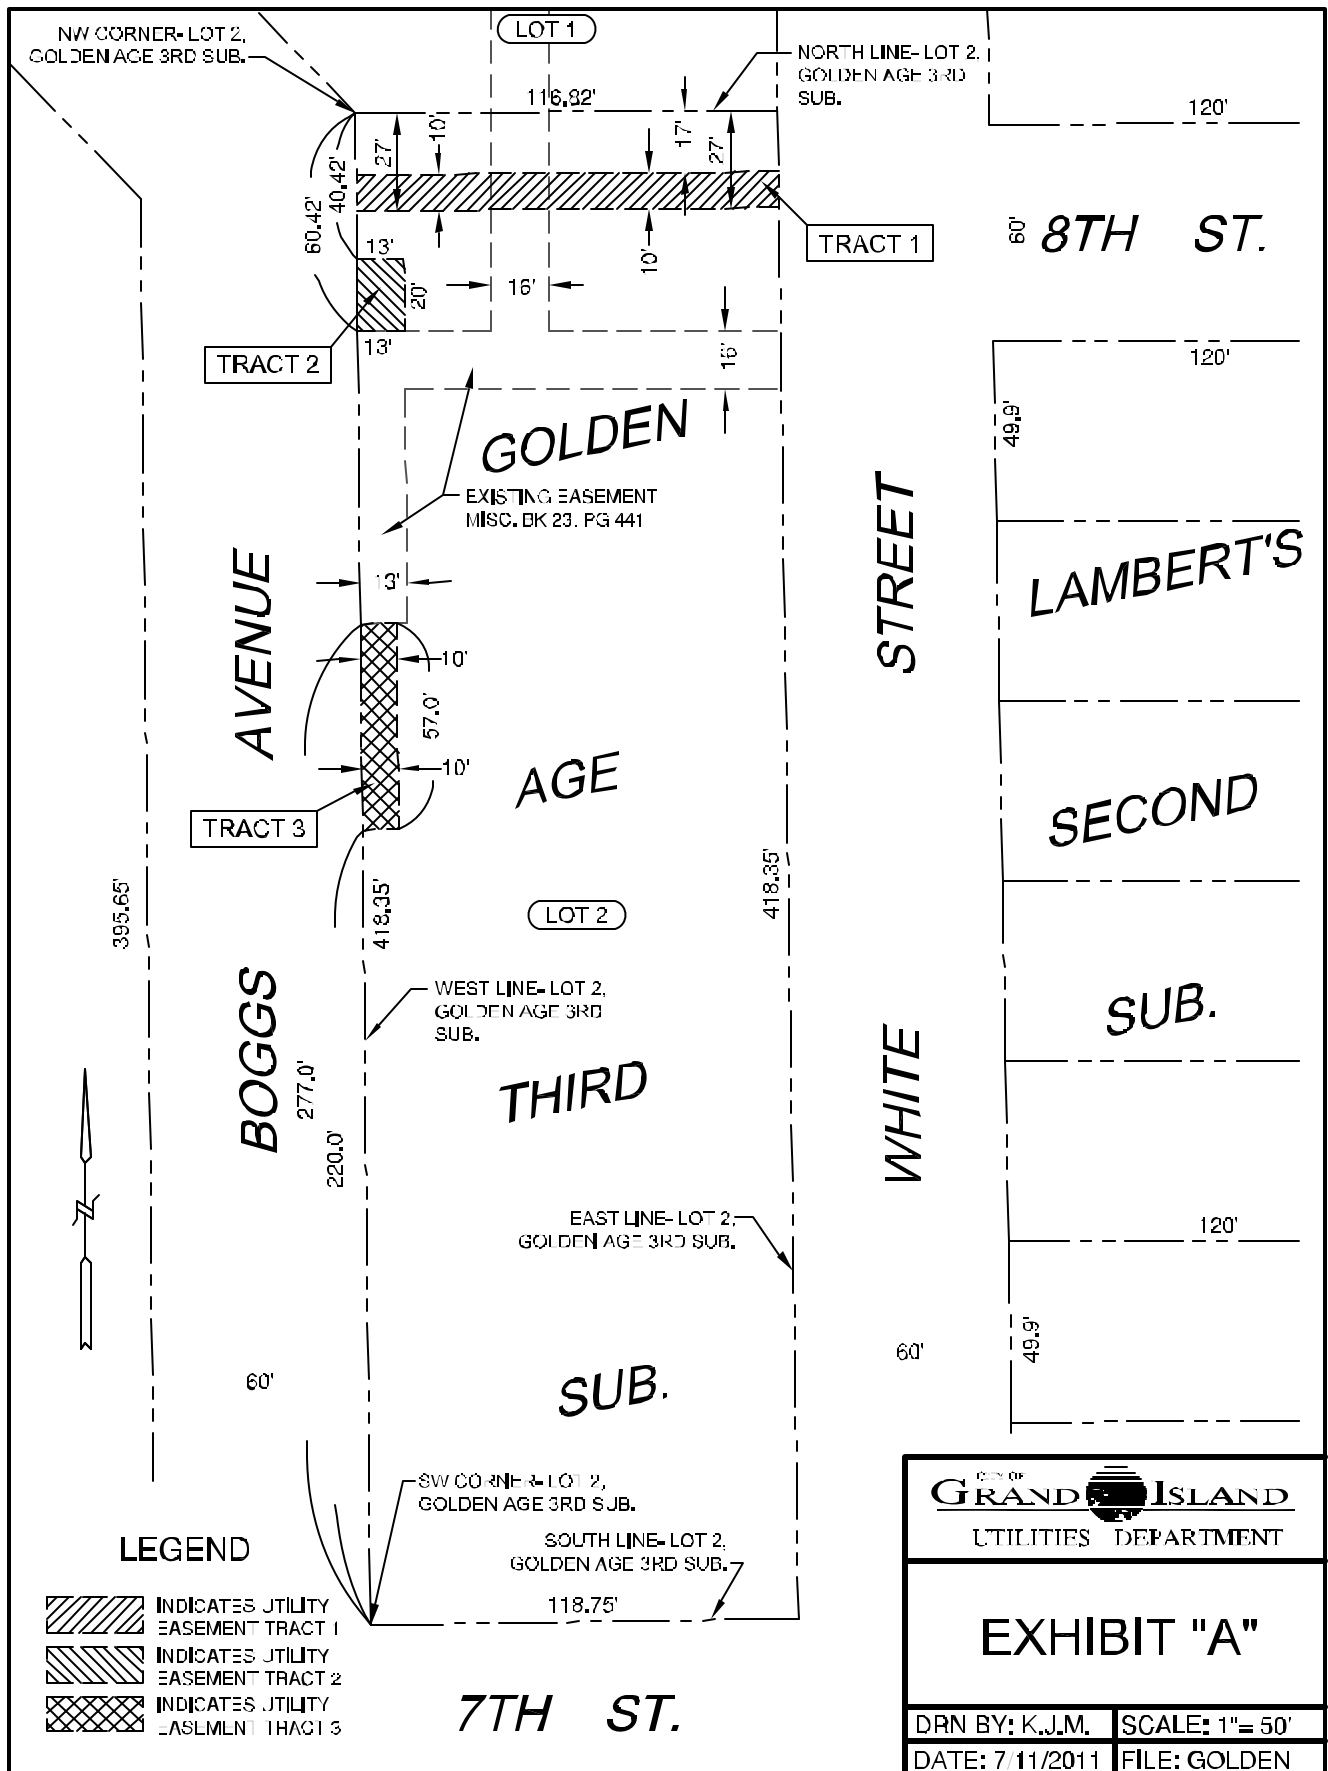 LOT 1
NW CORNER- LOT 2,
GOLDEN AGE 3RD SUB.
NORTH LINE- LOT 2,
GOLDEN AGE 3RD
SUB.
116.82'
120'
10'
17'
27'
27'
40.42'
60.42'
TRACT 1
60'
8TH ST.
13'
10'
20'
16'
TRACT 2
13'
16'
120'
49.9'
GOLDEN
EXISTING EASEMENT
MISC. BK 23. PG 441
STREET
LAMBERT'S
AVENUE
13'
10'
57.0'
10'
AGE
TRACT 3
SECOND
395.65'
418.35'
418.35'
LOT 2
BOGGS
WEST LINE- LOT 2,
GOLDEN AGE 3RD
SUB.
SUB.
277.0'
THIRD
WHITE
220.0'
EAST LINE- LOT 2,
GOLDEN AGE 3RD SUB.
120'
60'
49.9'
60'
SUB.
SW CORNER- LOT 2,
GOLDEN AGE 3RD SUB.
SOUTH LINE- LOT 2,
GOLDEN AGE 3RD SUB.
118.75'
LEGEND
INDICATES UTILITY
EASEMENT TRACT 1
INDICATES UTILITY
EASEMENT TRACT 2
INDICATES UTILITY
EASEMENT TRACT 3
7TH ST.
CITY OF
GRAND ISLAND
UTILITIES DEPARTMENT
EXHIBIT "A"
DRN BY: K.J.M.
SCALE: 1"= 50'
DATE: 7/11/2011
FILE: GOLDEN